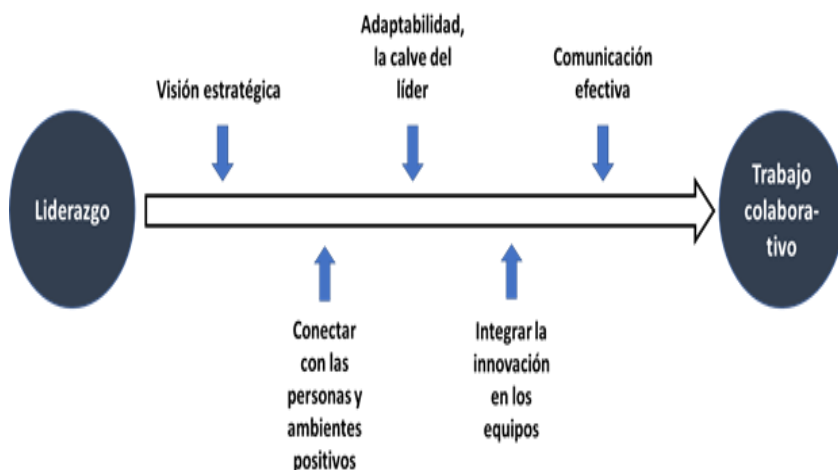 Adaptabilidad,
la calve del
líder
Comunicación
efectiva
Visión estratégica
Liderazgo
Trabajo
colabora-
tivo
Conectar
con las
personas y
ambientes
positivos
Integrar la
innovación
en los
equipos